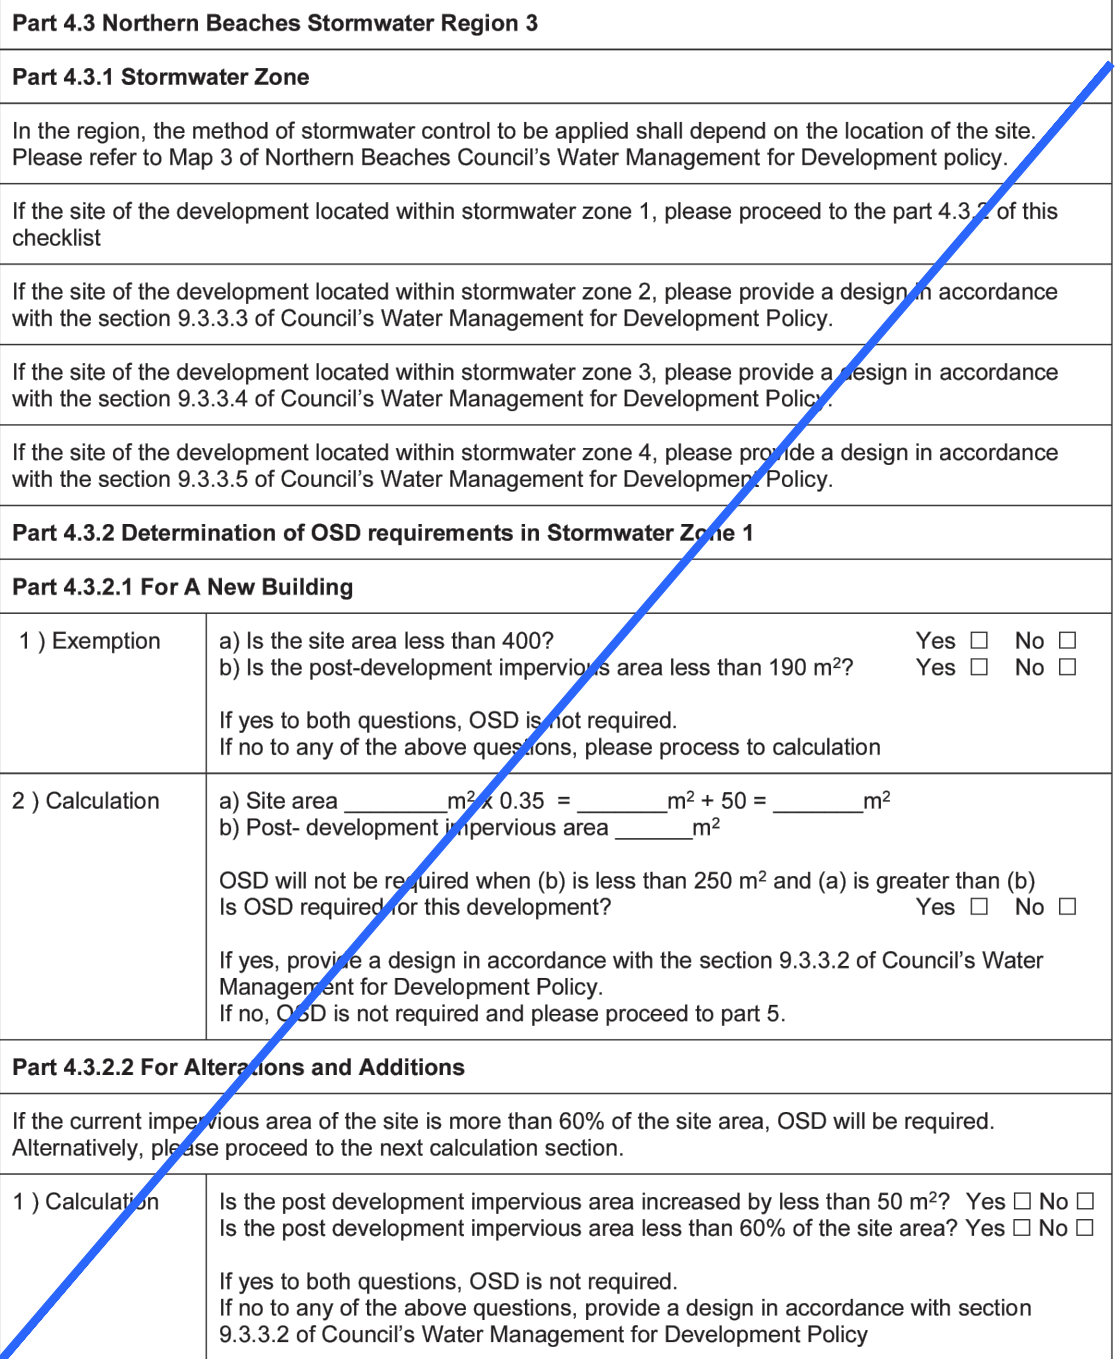 Part 4.3 Northern Beaches Stormwater Region 3
Part 4.3.1 Stormwater Zone
In the region, the method of stormwater control to be applied shall depend on the location of the site.
Please refer to Map 3 of Northern Beaches Council's Water Management for Development policy.
If the site of the development located within stormwater zone 1, please proceed to the part 4.3.2 of this
checklist
If the site of the development located within stormwater zone 2, please provide a design in accordance
with the section 9.3.3.3 of Council's Water Management for Development Policy.
If the site of the development located within stormwater zone 3, please provide a design in accordance
with the section 9.3.3.4 of Council's Water Management for Development Policy.
If the site of the development located within stormwater zone 4, please provide a design in accordance
with the section 9.3.3.5 of Council's Water Management for Development Policy.
Part 4.3.2 Determination of OSD requirements in Stormwater Zone 1
Part 4.3.2.1 For A New Building
1 ) Exemption
a) Is the site area less than 400? Yes ☐ No ☐
b) Is the post-development impervious area less than 190 m²? Yes ☐ No ☐
If yes to both questions, OSD is not required.
If no to any of the above questions, please process to calculation
2 ) Calculation
a) Site area ________m² x 0.35 = _______m² + 50 = _______m²
b) Post- development impervious area ______m²
OSD will not be required when (b) is less than 250 m² and (a) is greater than (b)
Is OSD required for this development? Yes ☐ No ☐
If yes, provide a design in accordance with the section 9.3.3.2 of Council's Water
Management for Development Policy.
If no, OSD is not required and please proceed to part 5.
Part 4.3.2.2 For Alterations and Additions
If the current impervious area of the site is more than 60% of the site area, OSD will be required.
Alternatively, please proceed to the next calculation section.
1 ) Calculation
Is the post development impervious area increased by less than 50 m²? Yes ☐ No ☐
Is the post development impervious area less than 60% of the site area? Yes ☐ No ☐
If yes to both questions, OSD is not required.
If no to any of the above questions, provide a design in accordance with section
9.3.3.2 of Council's Water Management for Development Policy